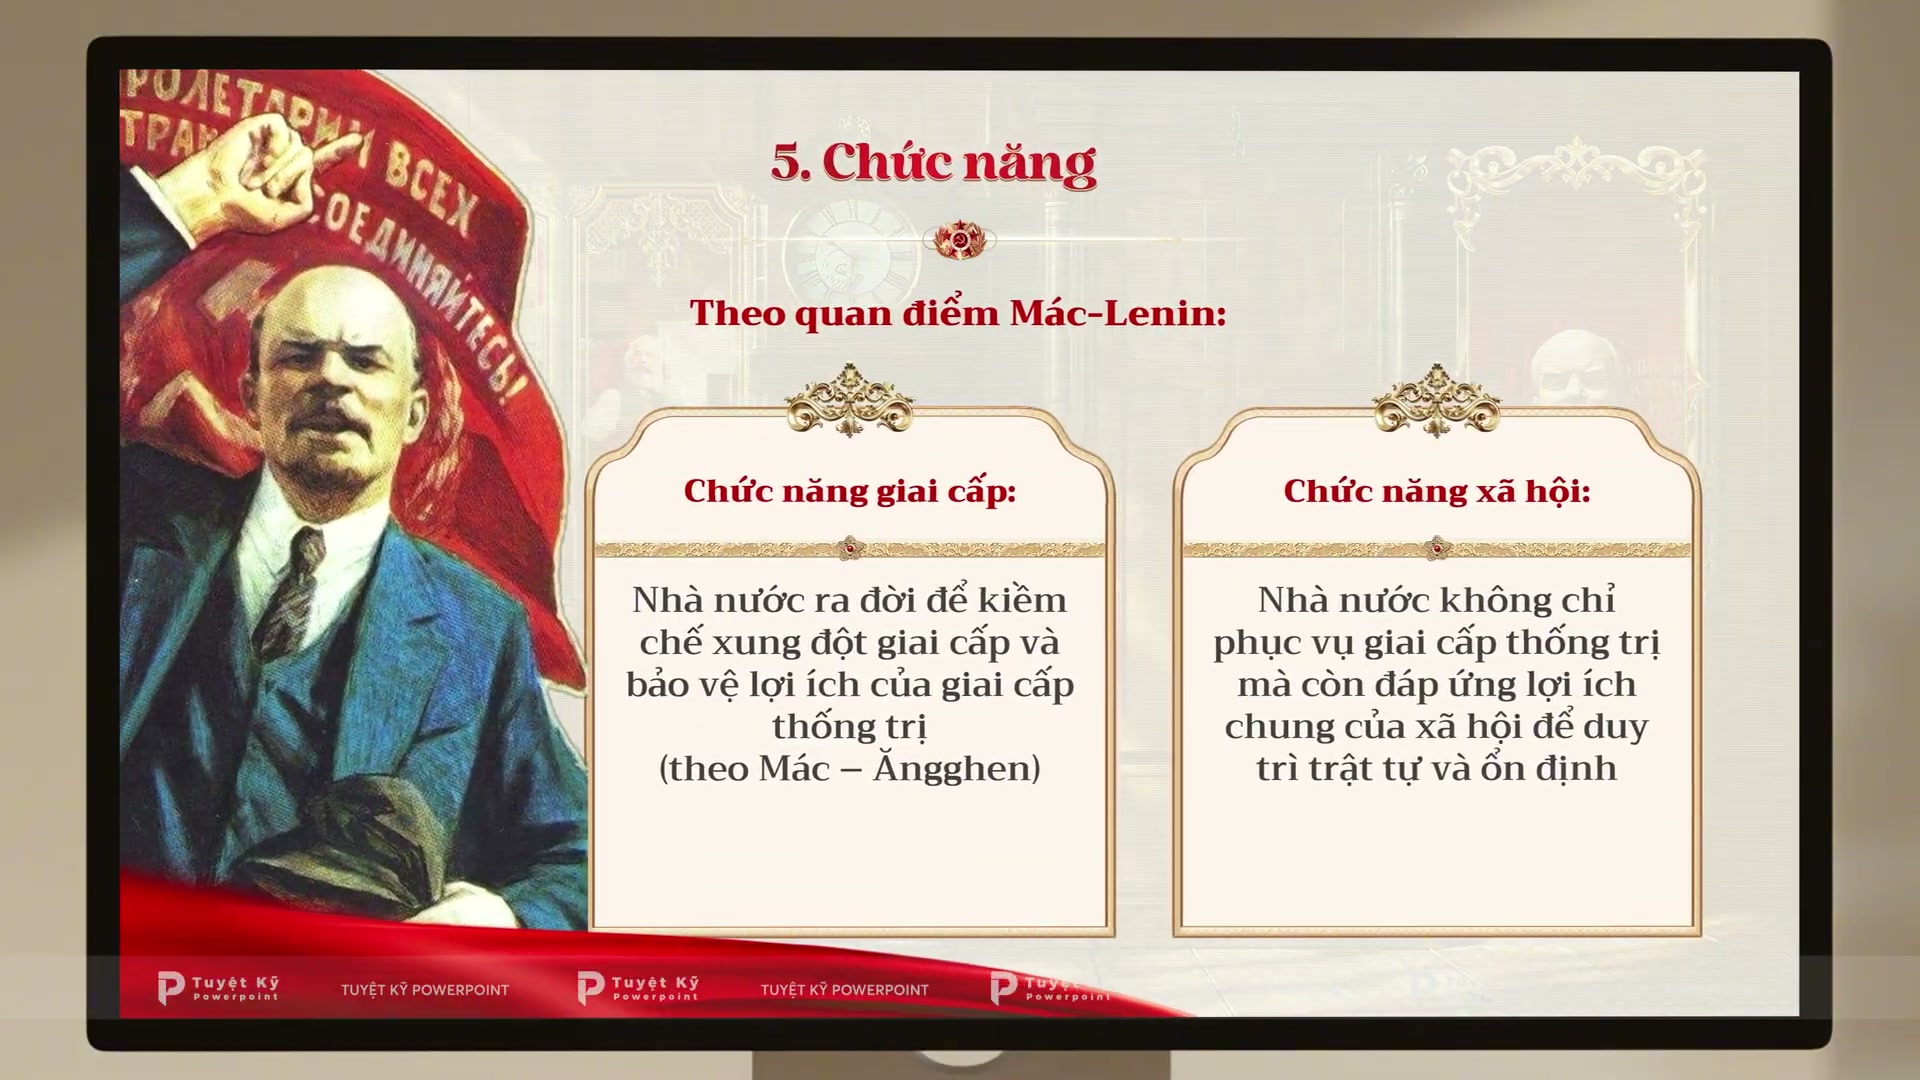 РОЛЕТАРИИ ВСЕХ
ТРАН
СОЕДИНЯЙТЕСЬ!
5. Chức năng
Theo quan điểm Mác-Lenin:
Chức năng giai cấp:
Nhà nước ra đời để kiềm
chế xung đột giai cấp và
bảo vệ lợi ích của giai cấp
thống trị
(theo Mác – Ăngghen)
Chức năng xã hội:
Nhà nước không chỉ
phục vụ giai cấp thống trị
mà còn đáp ứng lợi ích
chung của xã hội để duy
trì trật tự và ổn định
Tuyệt Kỹ
Powerpoint
TUYỆT KỸ POWERPOINT
Tuyệt Kỹ
Powerpoint
TUYỆT KỸ POWERPOINT
Tuyệt
Powerpoint